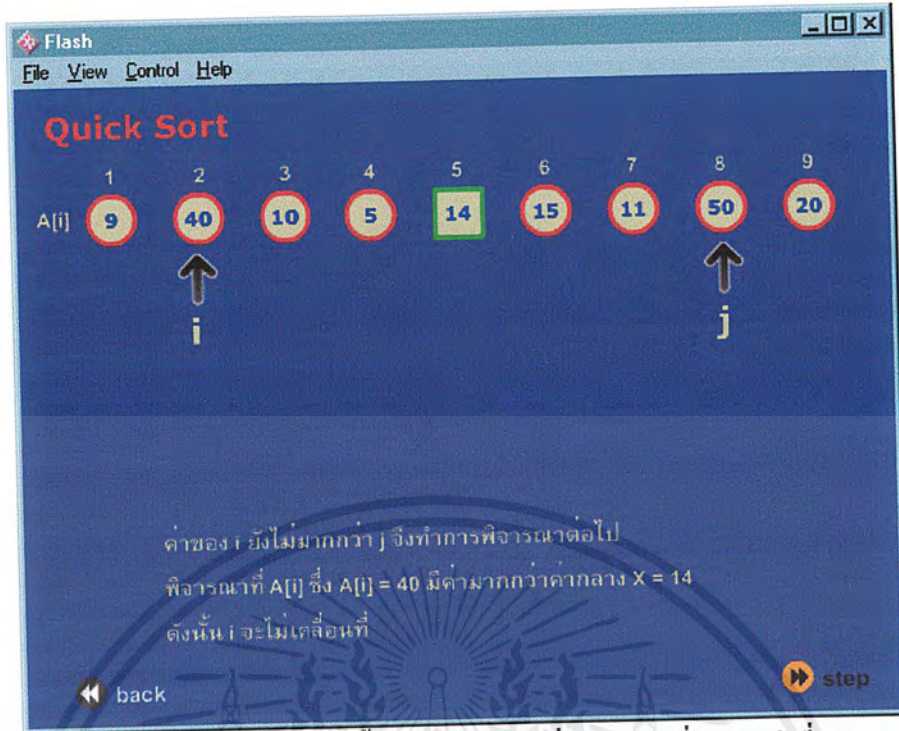 Flash
File View Control Help
Quick Sort
1 2 3 4 5 6 7 8 9
A[i] 9 40 10 5 14 15 11 50 20
i j
ค่าของ i ยังไม่มากกว่า j จึงทำการพิจารณาต่อไป
พิจารณาที่ A[i] ซึ่ง A[i] = 40 มีค่ามากกว่าค่ากลาง X = 14
ดังนั้น i จะไม่เคลื่อนที่
back step